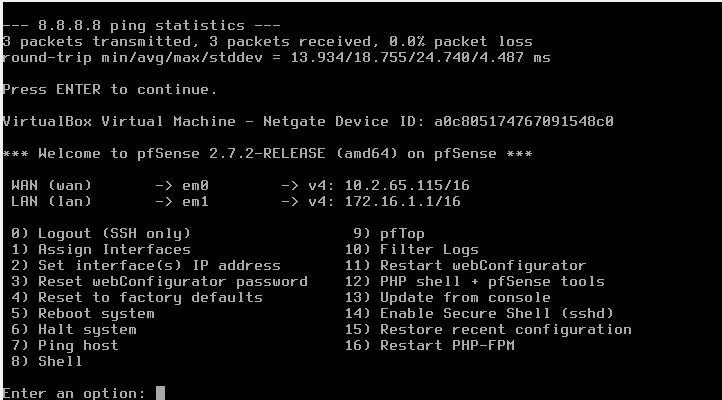 --- 8.8.8.8 ping statistics ---
3 packets transmitted, 3 packets received, 0.0% packet loss
round-trip min/avg/max/stddev = 13.934/18.755/24.740/4.487 ms
Press ENTER to continue.
VirtualBox Virtual Machine - Netgate Device ID: a0c805174767091548c0
*** Welcome to pfSense 2.7.2-RELEASE (amd64) on pfSense ***
WAN (wan) -> em0 -> v4: 10.2.65.115/16
LAN (lan) -> em1 -> v4: 172.16.1.1/16
0) Logout (SSH only) 9) pfTop
1) Assign Interfaces 10) Filter Logs
2) Set interface(s) IP address 11) Restart webConfigurator
3) Reset webConfigurator password 12) PHP shell + pfSense tools
4) Reset to factory defaults 13) Update from console
5) Reboot system 14) Enable Secure Shell (sshd)
6) Halt system 15) Restore recent configuration
7) Ping host 16) Restart PHP-FPM
8) Shell
Enter an option: